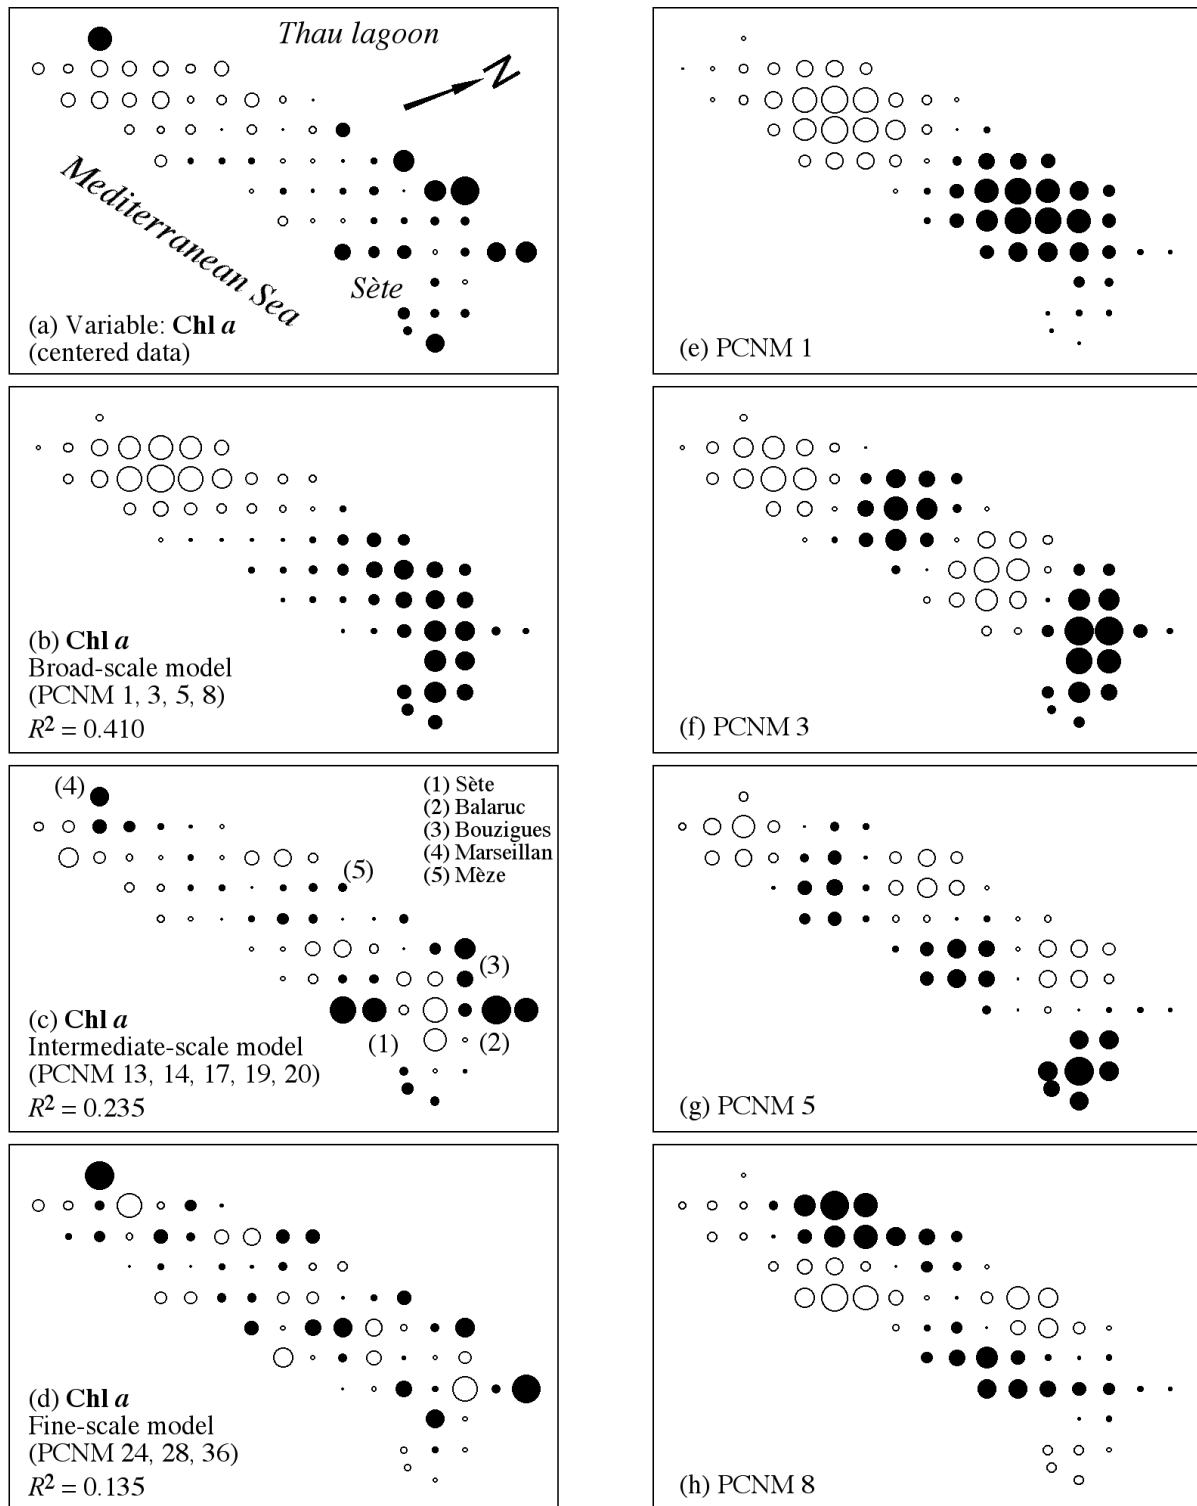 Thau lagoon
N
Mediterranean Sea
Sète
(a) Variable: Chl a
(centered data)
(b) Chl a
Broad-scale model
(PCNM 1, 3, 5, 8)
R² = 0.410
(4)
(1) Sète
(2) Balaruc
(3) Bouzigues
(4) Marseillan
(5) Mèze
(5)
(3)
(1)
(2)
(c) Chl a
Intermediate-scale model
(PCNM 13, 14, 17, 19, 20)
R² = 0.235
(d) Chl a
Fine-scale model
(PCNM 24, 28, 36)
R² = 0.135
(e) PCNM 1
(f) PCNM 3
(g) PCNM 5
(h) PCNM 8